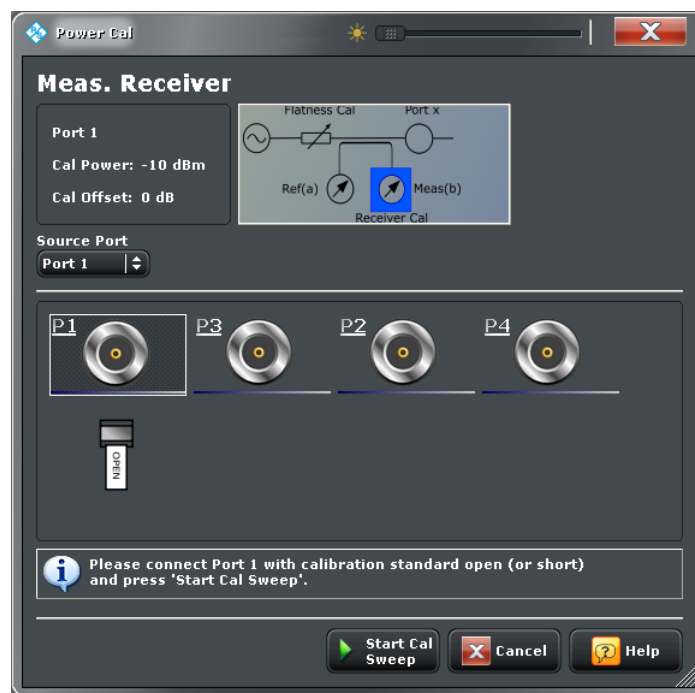 Power Cal
Meas. Receiver
Port 1
Cal Power: -10 dBm
Cal Offset: 0 dB
Flatness Cal
Port x
Ref(a)
Meas(b)
Receiver Cal
Source Port
Port 1
P1
P3
P2
P4
OPEN
Please connect Port 1 with calibration standard open (or short)
and press 'Start Cal Sweep'.
Start Cal
Sweep
Cancel
Help